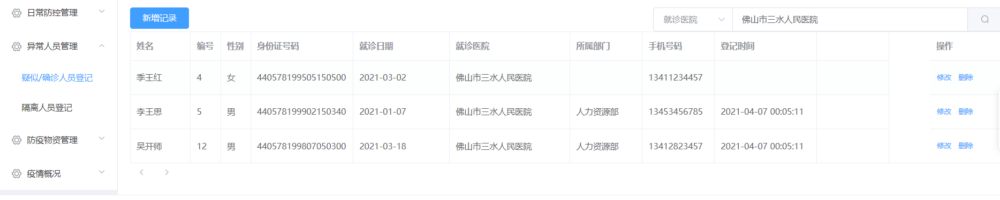 日常防控管理
异常人员管理
疑似/确诊人员登记
隔离人员登记
防疫物资管理
疫情概况
新增记录
就诊医院 佛山市三水人民医院
姓名 编号 性别 身份证号码 就诊日期 就诊医院 所属部门 手机号码 登记时间 操作
季王红 4 女 440578199505150500 2021-03-02 佛山市三水人民医院 13411234457 修改 删除
李王思 5 男 440578199902150340 2021-01-07 佛山市三水人民医院 人力资源部 13453456785 2021-04-07 00:05:11 修改 删除
吴开师 12 男 440578199807050300 2021-03-18 佛山市三水人民医院 人力资源部 13412823457 2021-04-07 00:05:11 修改 删除